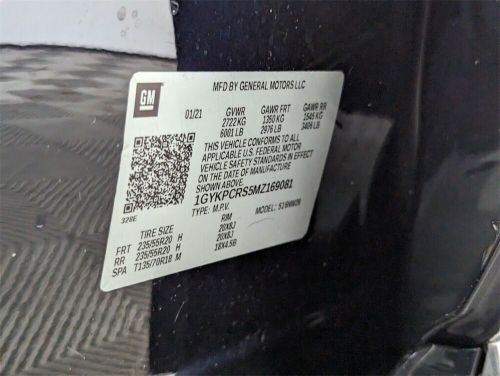 GM
MFD BY GENERAL MOTORS LLC
01/21 GVWR GAWR FRT GAWR RR
2722 KG 1350 KG 1545 KG
6001 LB 2976 LB 3406 LB
THIS VEHICLE CONFORMS TO ALL
APPLICABLE U.S. FEDERAL MOTOR
VEHICLE SAFETY STANDARDS IN EFFECT
ON THE DATE OF MANUFACTURE
SHOWN ABOVE.
1GYKPCRS5MZ169081
TYPE: M.P.V. MODEL:
328E
TIRE SIZE RIM
FRT 235/55R20 H 20X8J
RR 235/55R20 H 20X8J
SPA T135/70R18 M 18X4.5B